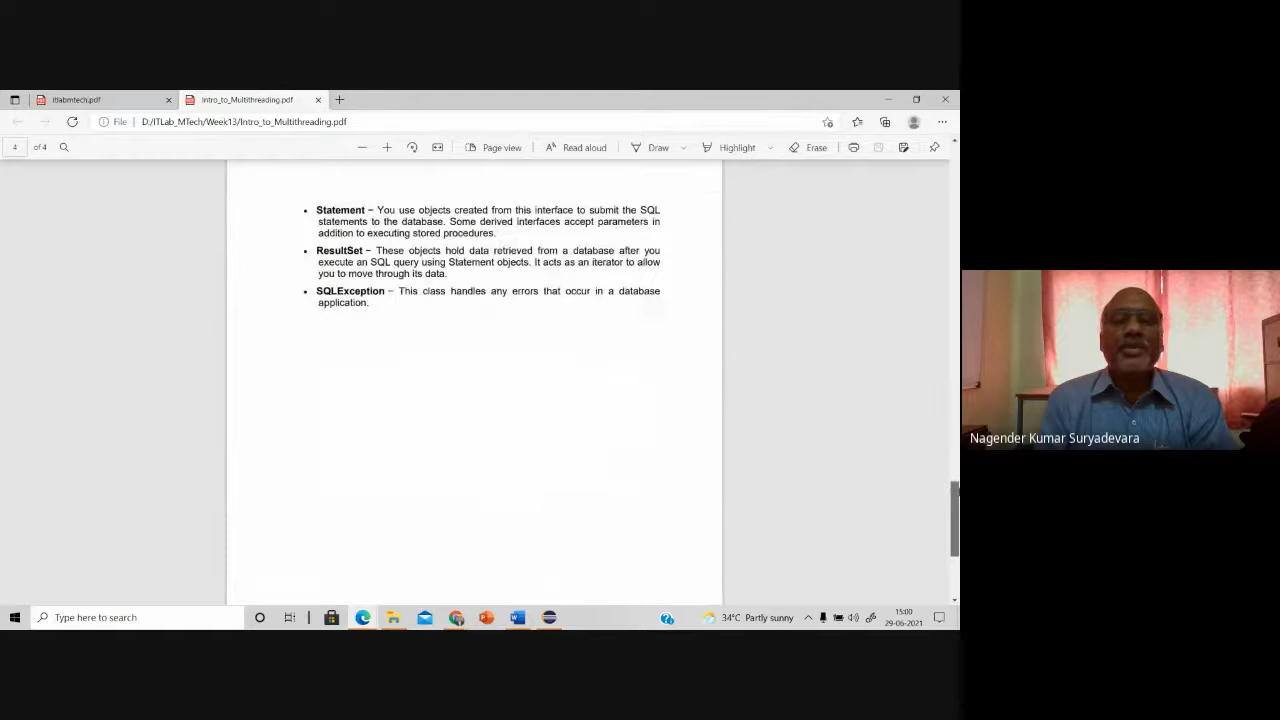 itlabmtech.pdf
Intro_to_Multithreading.pdf
File
D:/ITLab_MTech/Week13/Intro_to_Multithreading.pdf
4 of 4
Page view
Read aloud
Draw
Highlight
Erase
• Statement − You use objects created from this interface to submit the SQL
statements to the database. Some derived interfaces accept parameters in
addition to executing stored procedures.
• ResultSet − These objects hold data retrieved from a database after you
execute an SQL query using Statement objects. It acts as an iterator to allow
you to move through its data.
• SQLException − This class handles any errors that occur in a database
application.
Nagender Kumar Suryadevara
Type here to search
34°C Partly sunny
15:00
29-06-2021